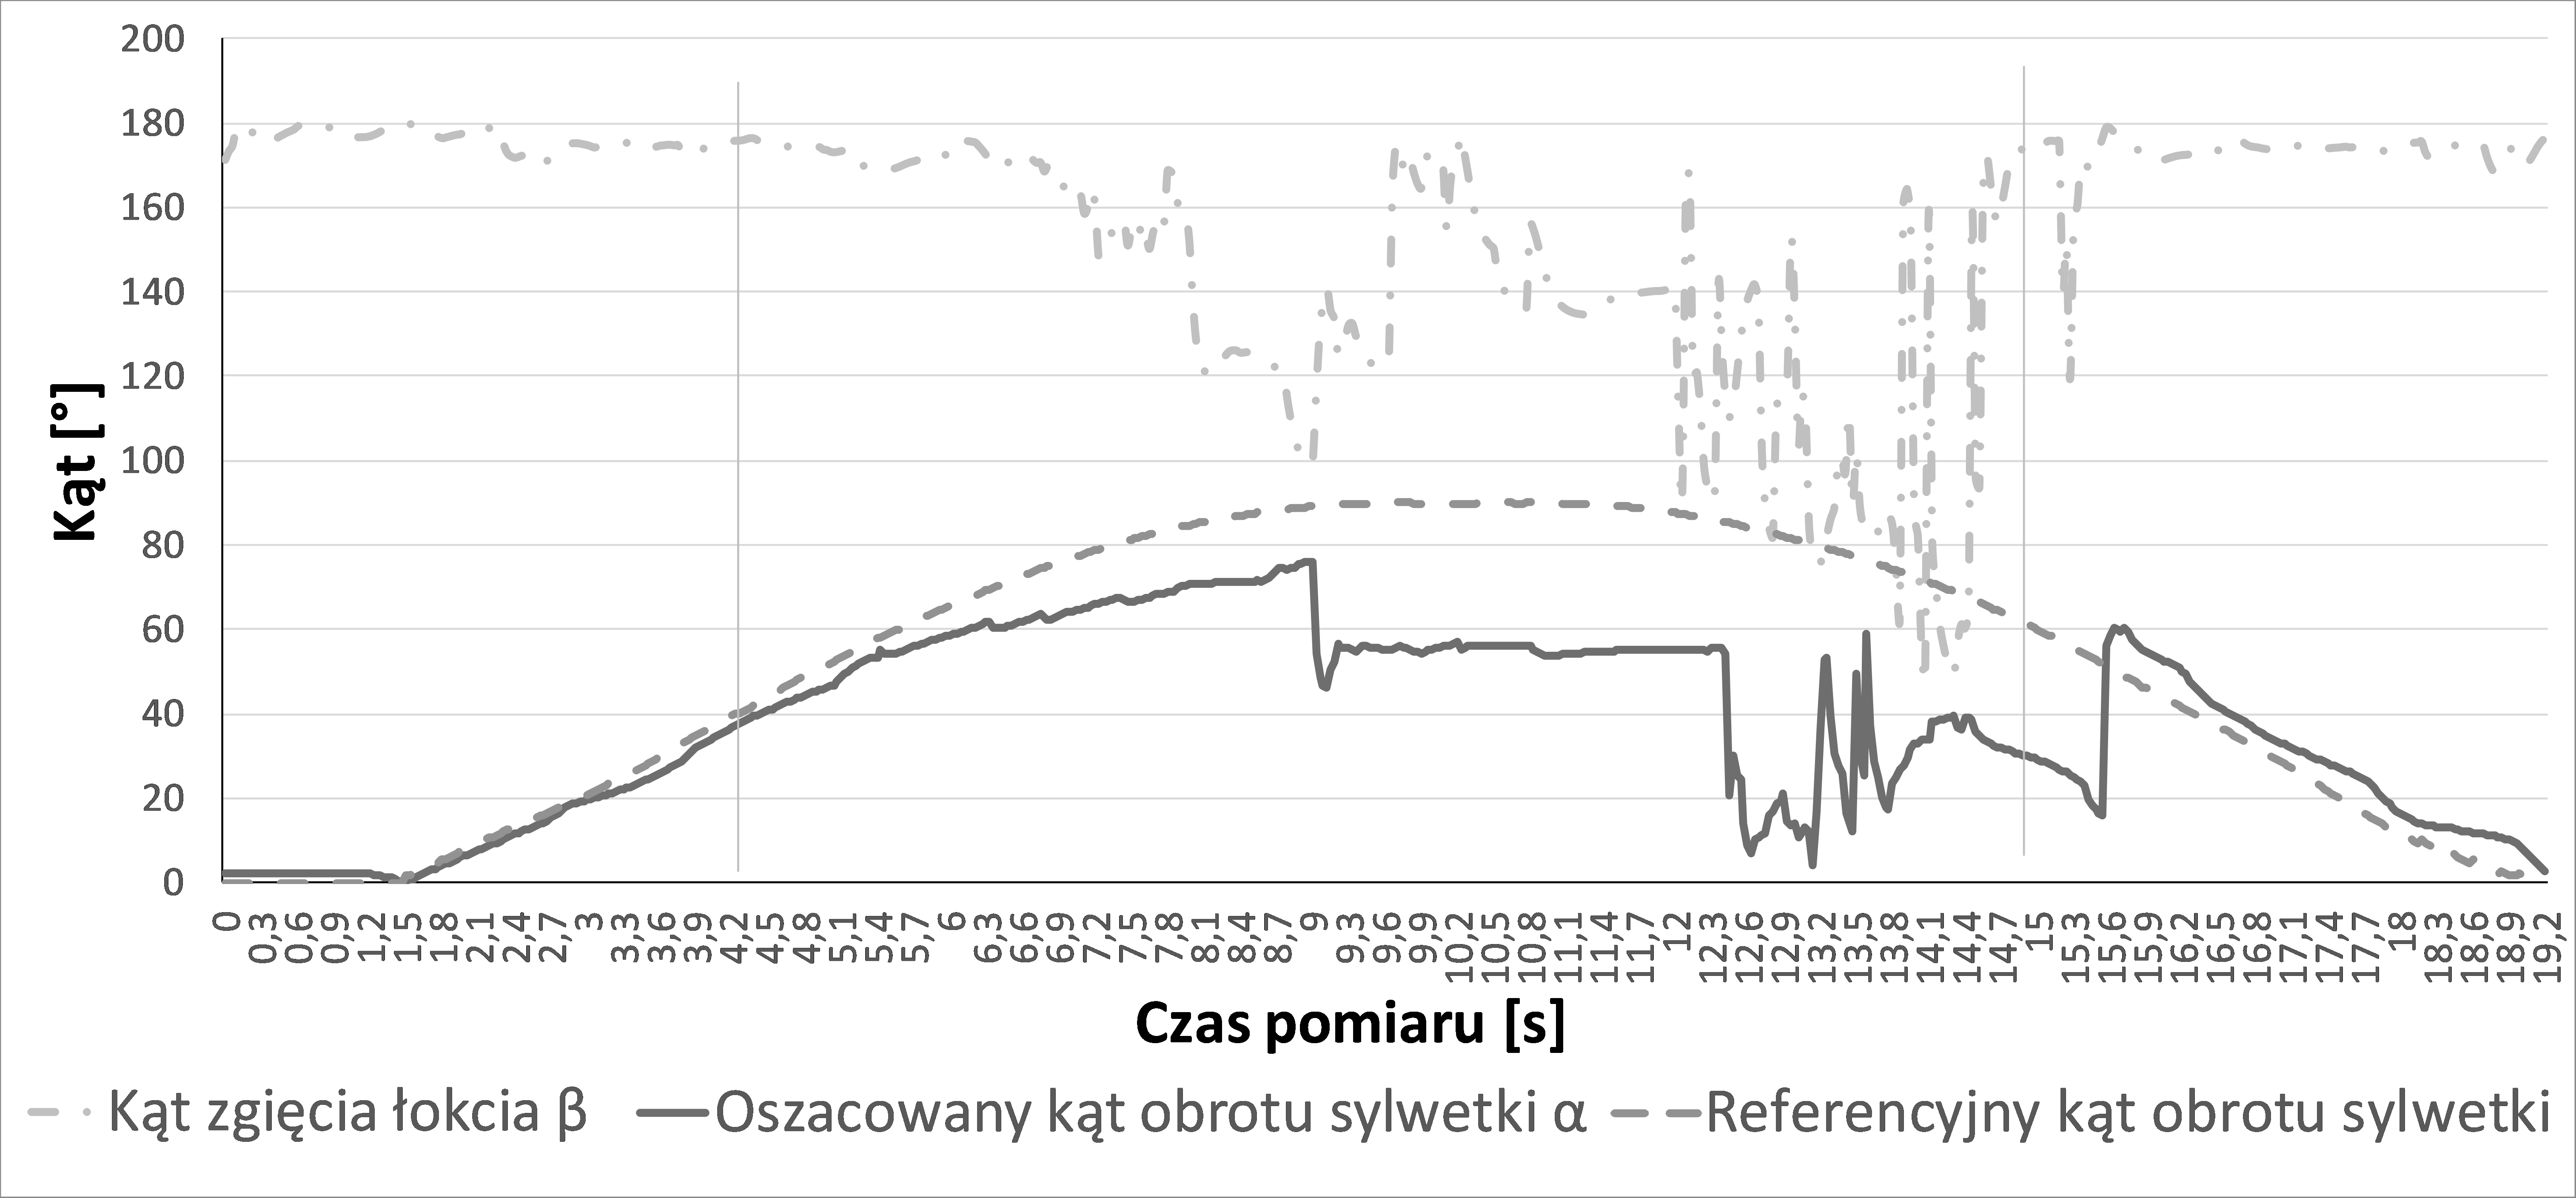 200
180
160
140
120
100
80
60
40
20
0
Kąt [°]
0 0,3 0,6 0,9 1,2 1,5 1,8 2,1 2,4 2,7 3 3,3 3,6 3,9 4,2 4,5 4,8 5,1 5,4 5,7 6 6,3 6,6 6,9 7,2 7,5 7,8 8,1 8,4 8,7 9 9,3 9,6 9,9 10,2 10,5 10,8 11,1 11,4 11,7 12 12,3 12,6 12,9 13,2 13,5 13,8 14,1 14,4 14,7 15 15,3 15,6 15,9 16,2 16,5 16,8 17,1 17,4 17,7 18 18,3 18,6 18,9 19,2
Czas pomiaru [s]
Kąt zgięcia łokcia β Oszacowany kąt obrotu sylwetki α Referencyjny kąt obrotu sylwetki